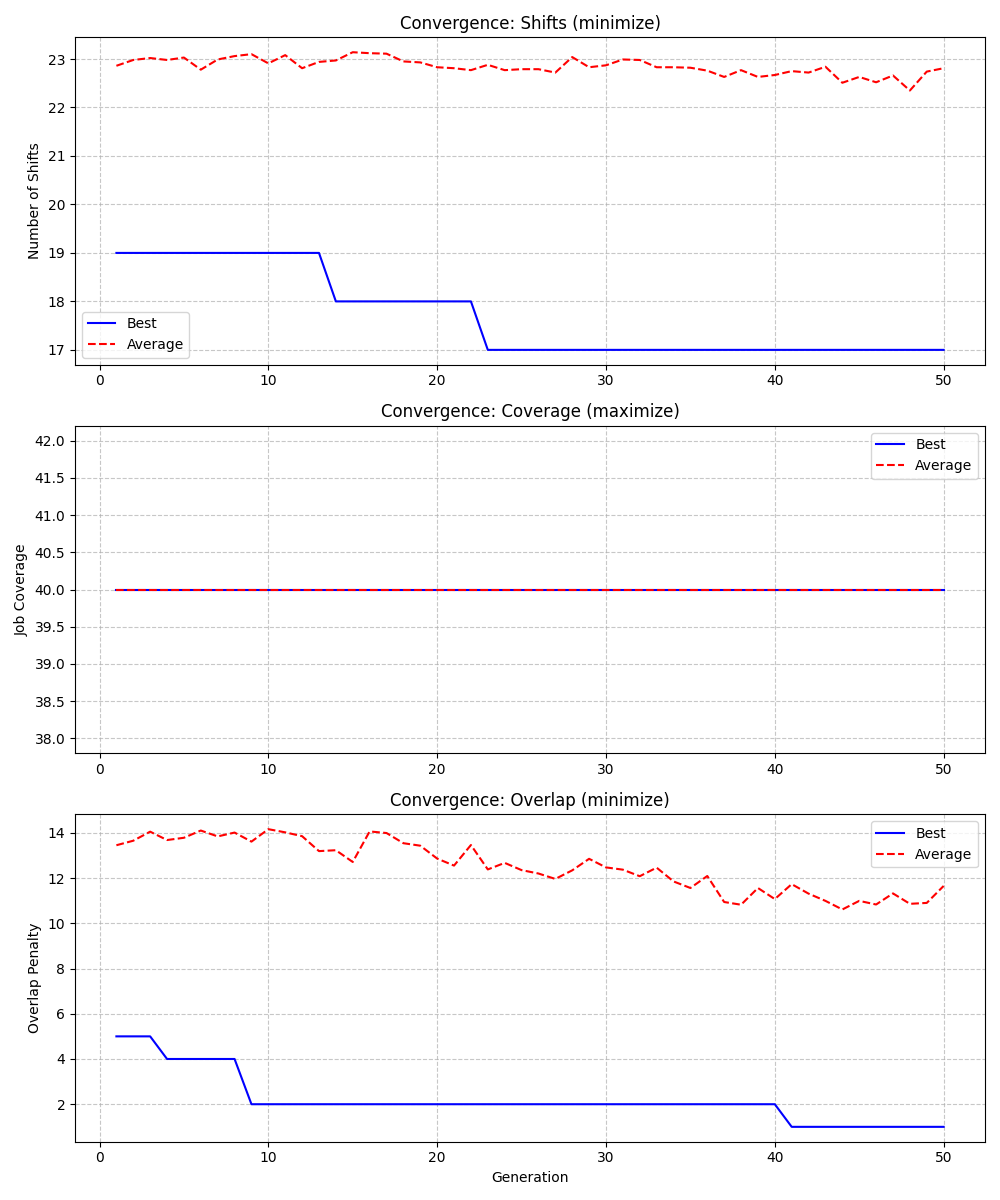 Convergence: Shifts (minimize)
Number of Shifts
23
22
21
20
19
18
17
Best
Average
0 10 20 30 40 50
Convergence: Coverage (maximize)
Job Coverage
42.0
41.5
41.0
40.5
40.0
39.5
39.0
38.5
38.0
Best
Average
0 10 20 30 40 50
Convergence: Overlap (minimize)
Overlap Penalty
14
12
10
8
6
4
2
Best
Average
0 10 20 30 40 50
Generation